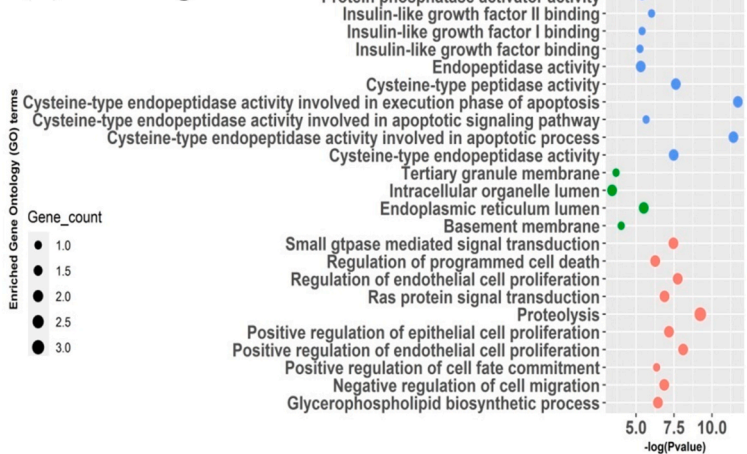 Protein phosphatase activator activity
Insulin-like growth factor II binding
Insulin-like growth factor I binding
Insulin-like growth factor binding
Endopeptidase activity
Cysteine-type peptidase activity
Cysteine-type endopeptidase activity involved in execution phase of apoptosis
Cysteine-type endopeptidase activity involved in apoptotic signaling pathway
Cysteine-type endopeptidase activity involved in apoptotic process
Cysteine-type endopeptidase activity
Tertiary granule membrane
Intracellular organelle lumen
Endoplasmic reticulum lumen
Basement membrane
Small gtpase mediated signal transduction
Regulation of programmed cell death
Regulation of endothelial cell proliferation
Ras protein signal transduction
Proteolysis
Positive regulation of epithelial cell proliferation
Positive regulation of endothelial cell proliferation
Positive regulation of cell fate commitment
Negative regulation of cell migration
Glycerophospholipid biosynthetic process
Enriched Gene Ontology (GO) terms
Gene_count
1.0
1.5
2.0
2.5
3.0
5.0 7.5 10.0
-log(Pvalue)